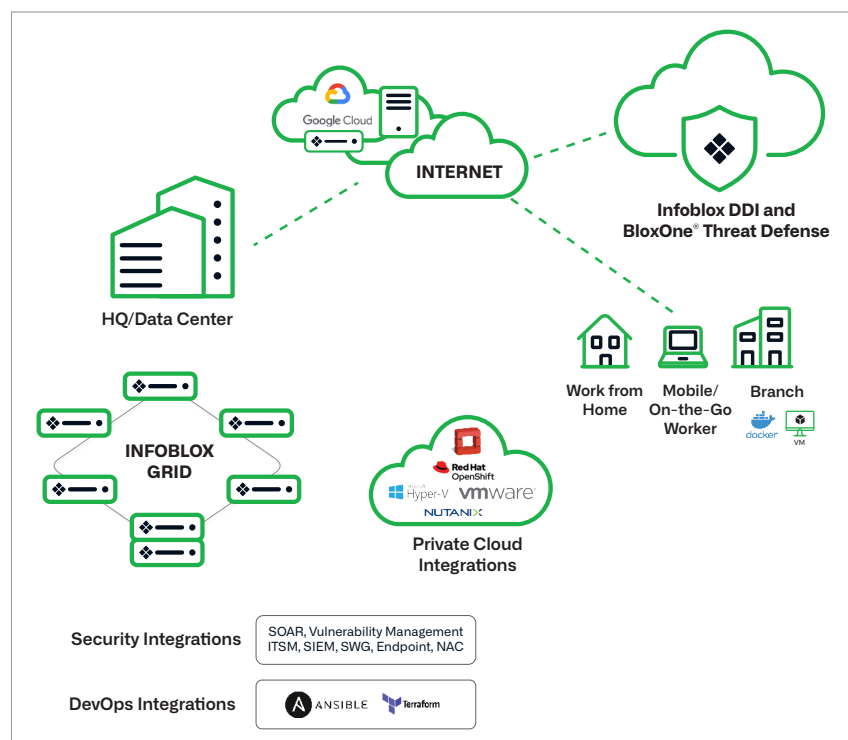 Google Cloud
INTERNET
Infoblox DDI and
BloxOne® Threat Defense
HQ/Data Center
Work from
Home
Mobile/
On-the-Go
Worker
Branch
docker
VM
INFOBLOX
GRID
Red Hat
OpenShift
Microsoft
Hyper-V
vmware®
NUTANIX
Private Cloud
Integrations
Security Integrations
SOAR, Vulnerability Management
ITSM, SIEM, SWG, Endpoint, NAC
DevOps Integrations
ANSIBLE
Terraform